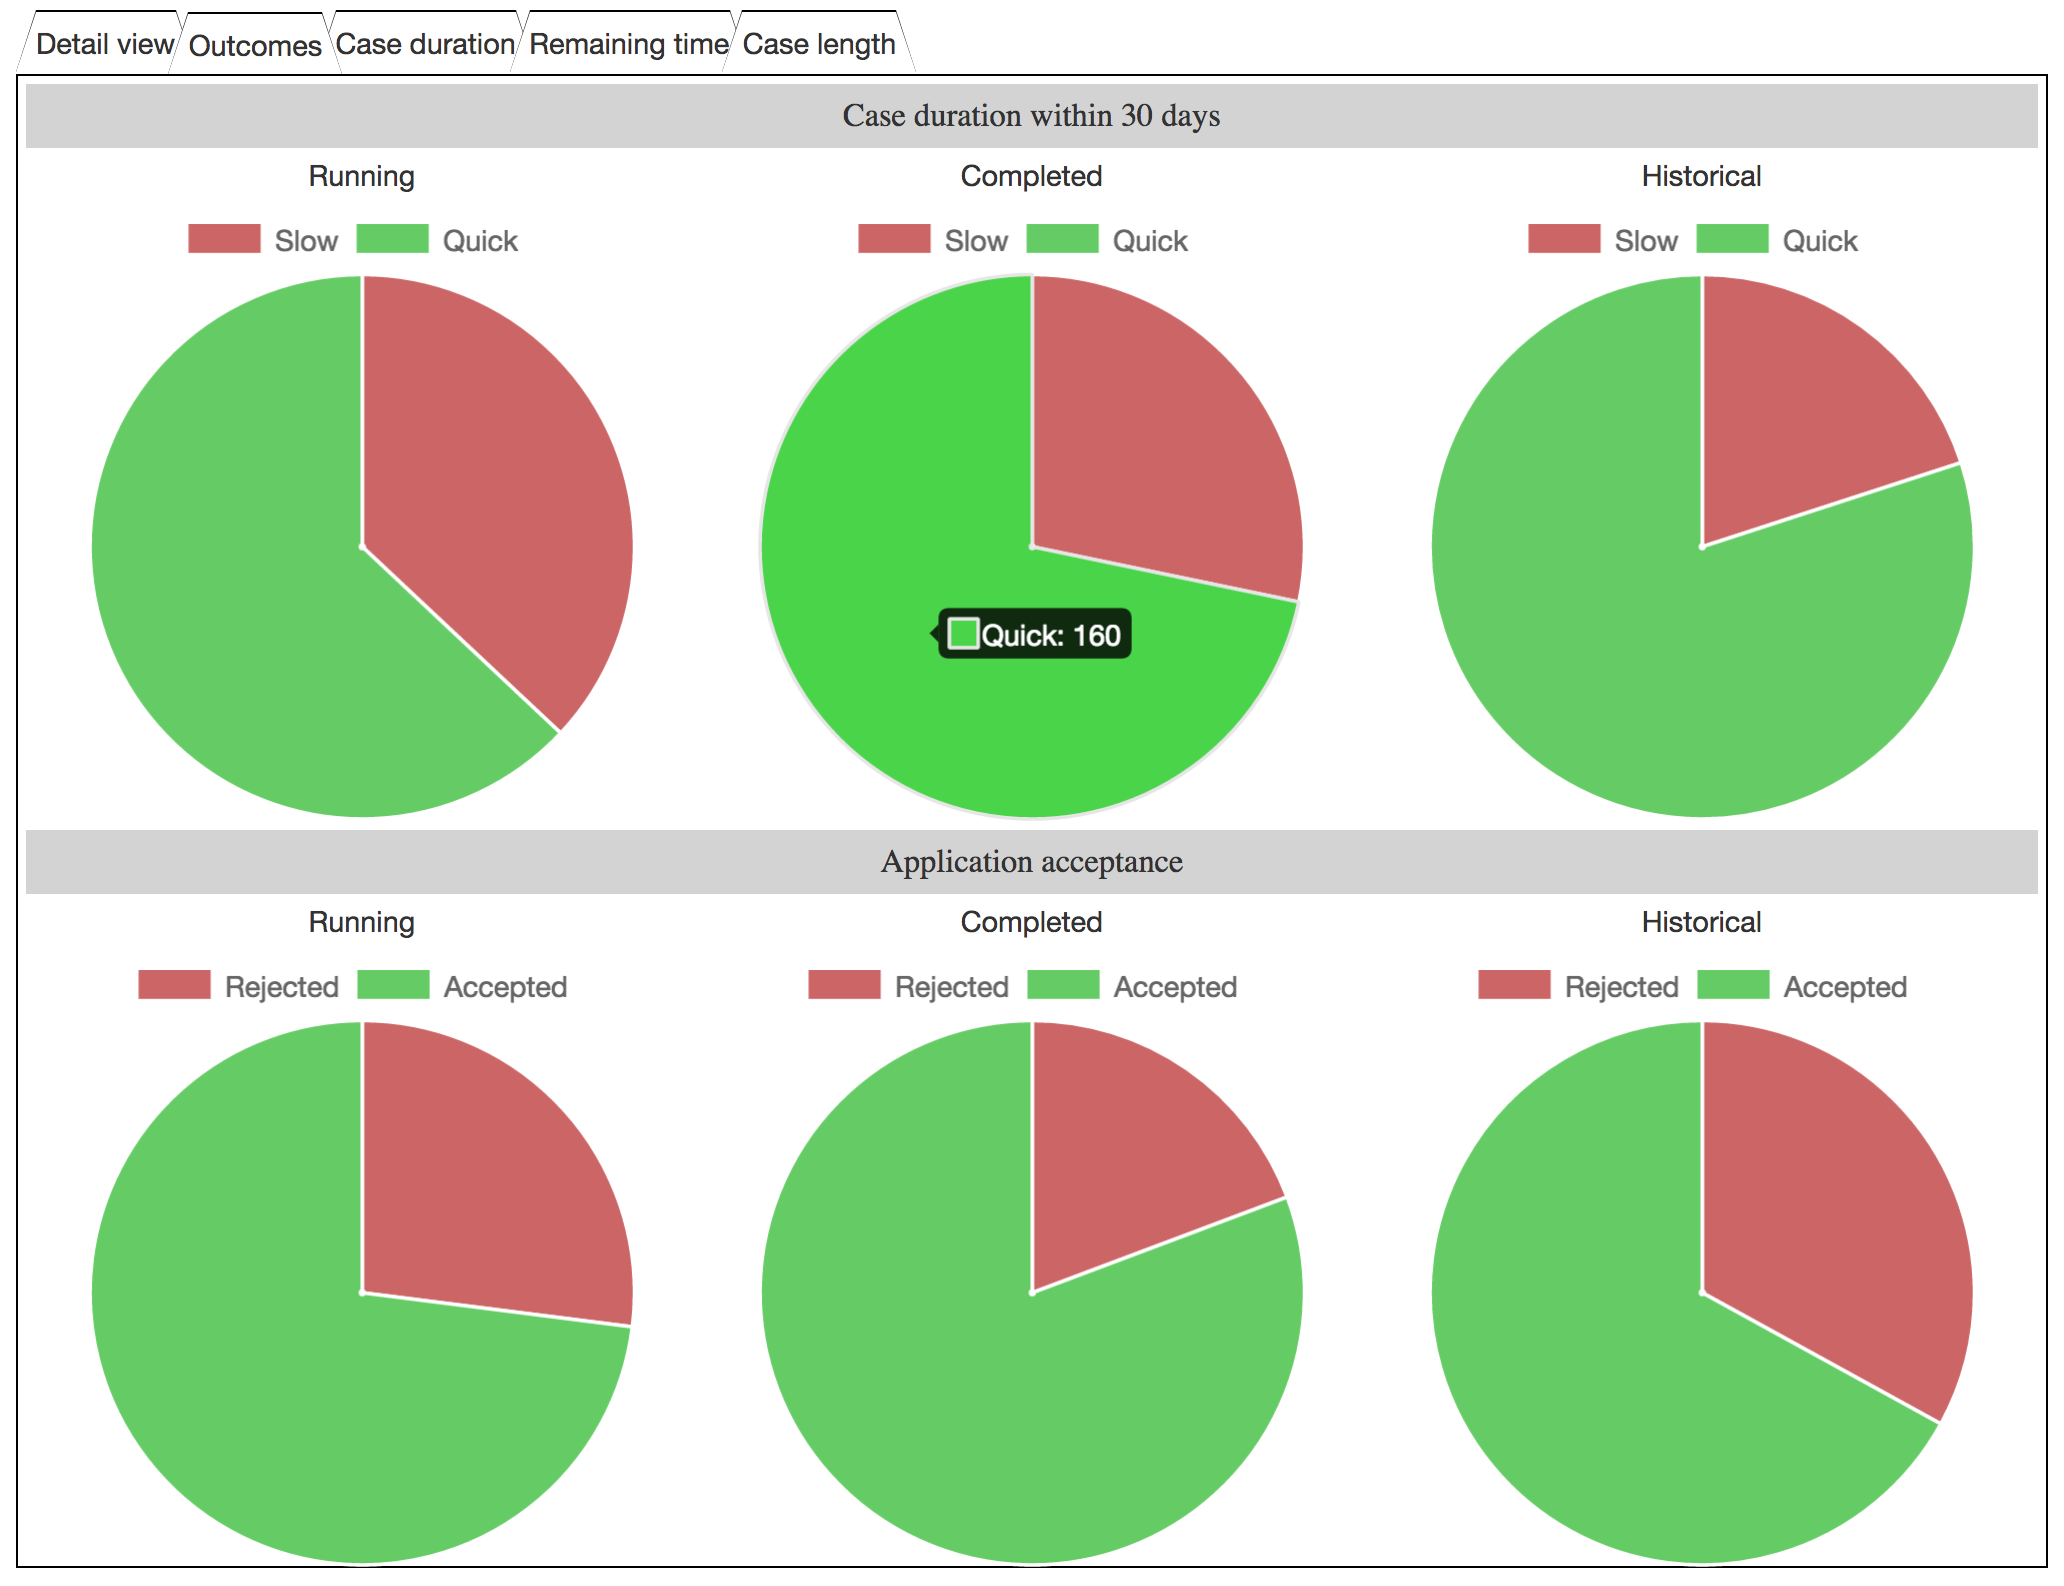 Detail view Outcomes Case duration Remaining time Case length
Case duration within 30 days
Running Completed Historical
Slow Quick Slow Quick Slow Quick
Quick: 160
Application acceptance
Running Completed Historical
Rejected Accepted Rejected Accepted Rejected Accepted